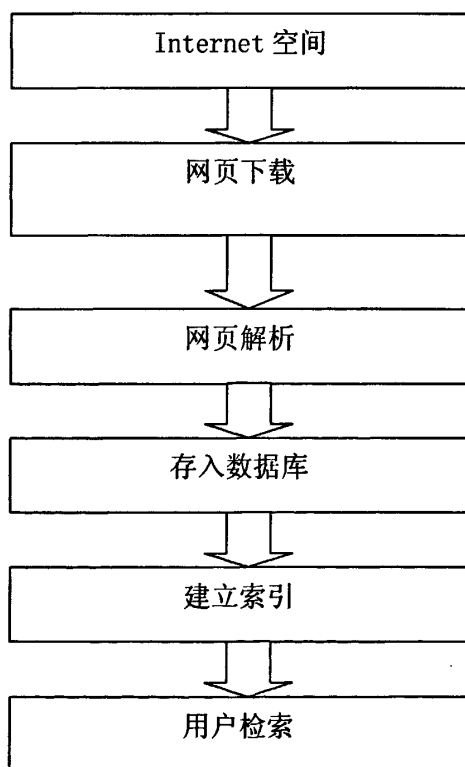 Internet 空间
网页下载
网页解析
存入数据库
建立索引
用户检索